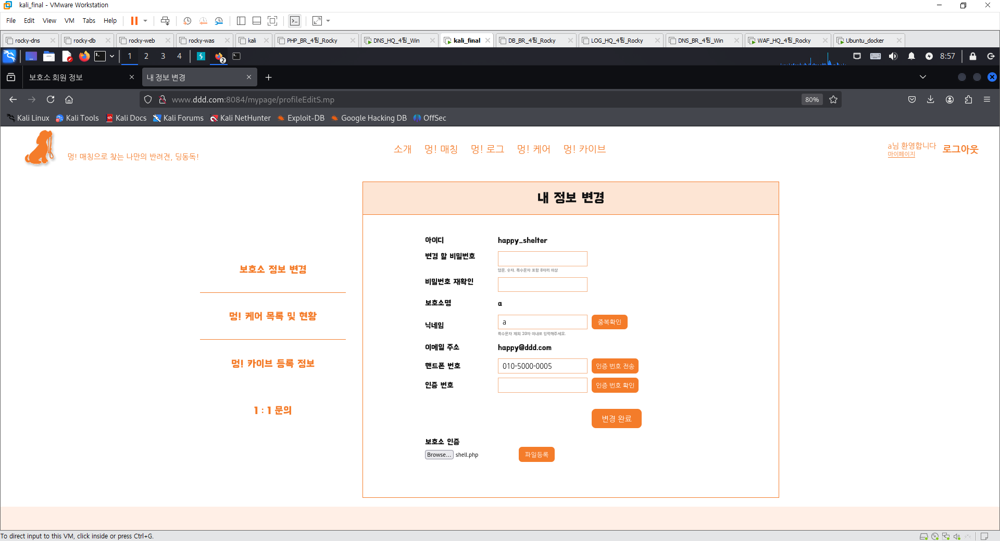 kali_final - VMware Workstation
File Edit View VM Tabs Help
rocky-dns rocky-db rocky-web rocky-was kali PHP_BR_4팀_Rocky DNS_HQ_4팀_Win kali_final DB_BR_4팀_Rocky LOG_HQ_4팀_Rocky DNS_BR_4팀_Win WAF_HQ_4팀_Rocky Ubuntu_docker
1 2 3 4 2 8:57
보호소 회원 정보 내 정보 변경
www.ddd.com:8084/mypage/profileEditS.mp 80%
Kali Linux Kali Tools Kali Docs Kali Forums Kali NetHunter Exploit-DB Google Hacking DB OffSec
멍! 매칭으로 찾는 나만의 반려견, 딩동독!
소개 멍! 매칭 멍! 로그 멍! 케어 멍! 카이브
a님 환영합니다
마이페이지
로그아웃
보호소 정보 변경
멍! 케어 목록 및 현황
멍! 카이브 등록 정보
1 : 1 문의
내 정보 변경
아이디 happy_shelter
변경 할 비밀번호
영문, 숫자, 특수문자 포함 8자리 이상
비밀번호 재확인
보호소명 a
닉네임 a 중복확인
특수문자 제외 20자 이내로 입력해주세요.
이메일 주소 happy@ddd.com
핸드폰 번호 010-5000-0005 인증 번호 전송
인증 번호 인증 번호 확인
변경 완료
보호소 인증
Browse... shell.php 파일등록
To direct input to this VM, click inside or press Ctrl+G.